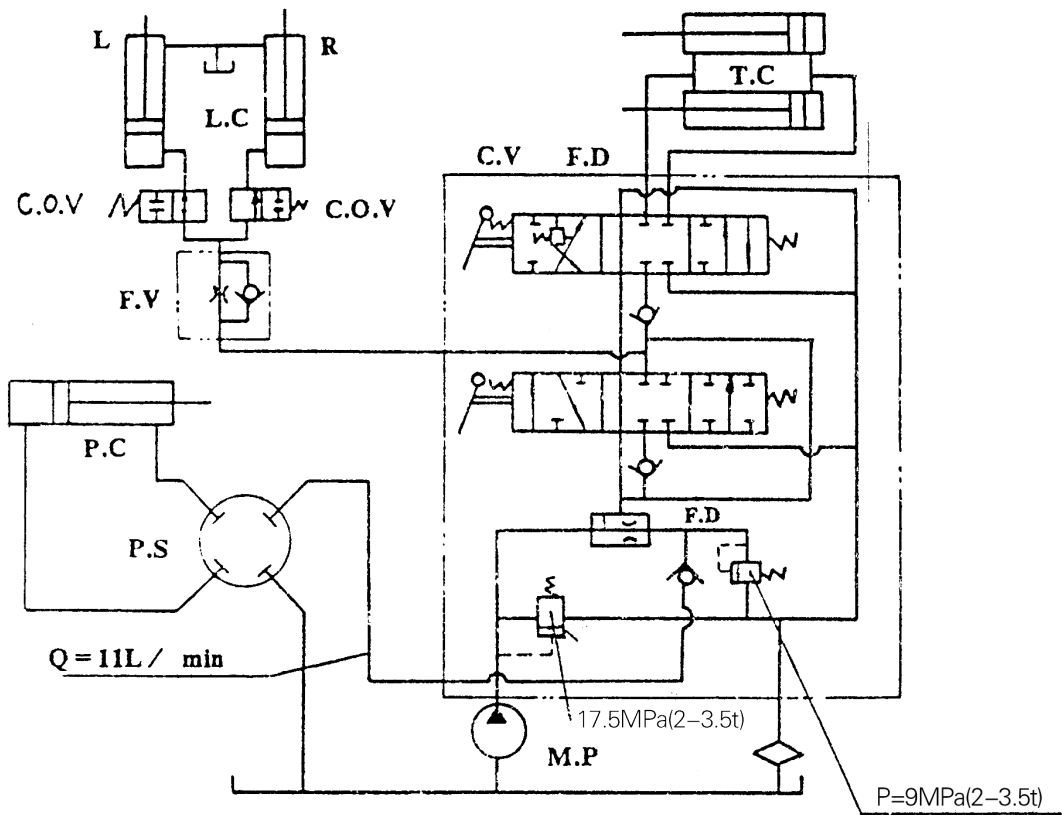 L
R
L.C
T.C
C.V F.D
C.O.V
C.O.V
F.V
P.C
F.D
P.S
Q = 11L / min
17.5MPa(2-3.5t)
M.P
P=9MPa(2-3.5t)